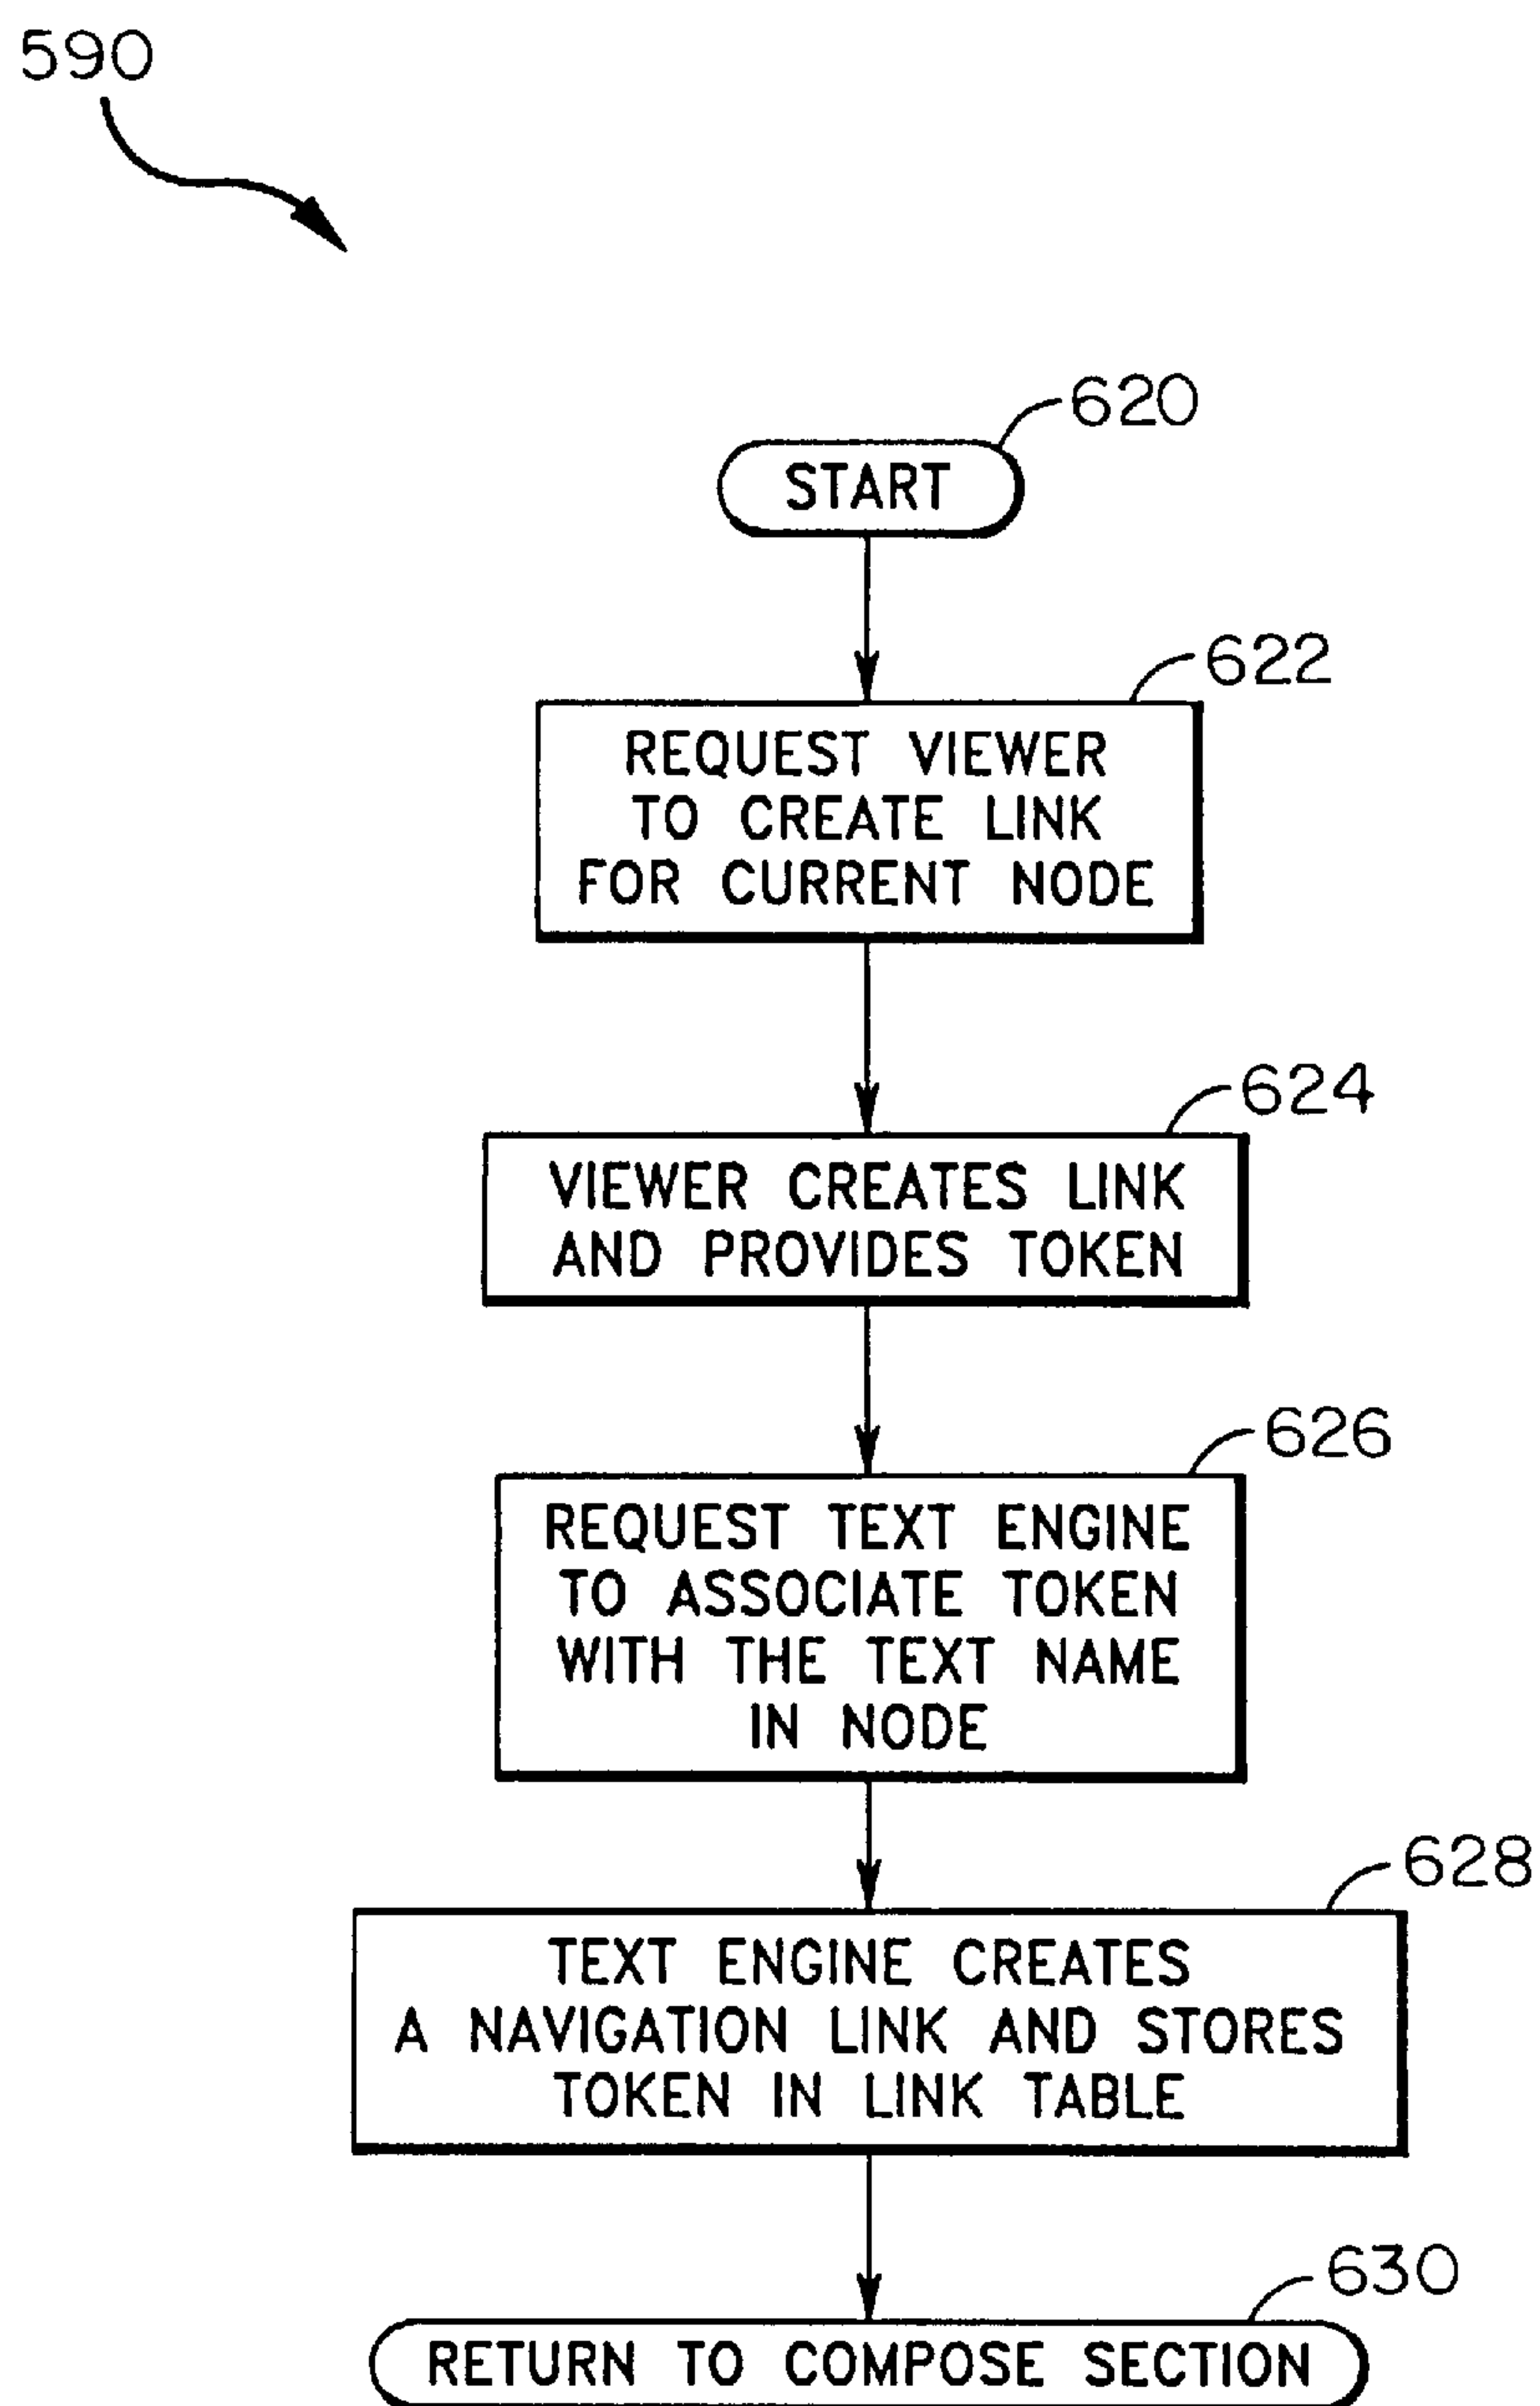 590
620
START
622
REQUEST VIEWER
TO CREATE LINK
FOR CURRENT NODE
624
VIEWER CREATES LINK
AND PROVIDES TOKEN
626
REQUEST TEXT ENGINE
TO ASSOCIATE TOKEN
WITH THE TEXT NAME
IN NODE
628
TEXT ENGINE CREATES
A NAVIGATION LINK AND STORES
TOKEN IN LINK TABLE
630
RETURN TO COMPOSE SECTION